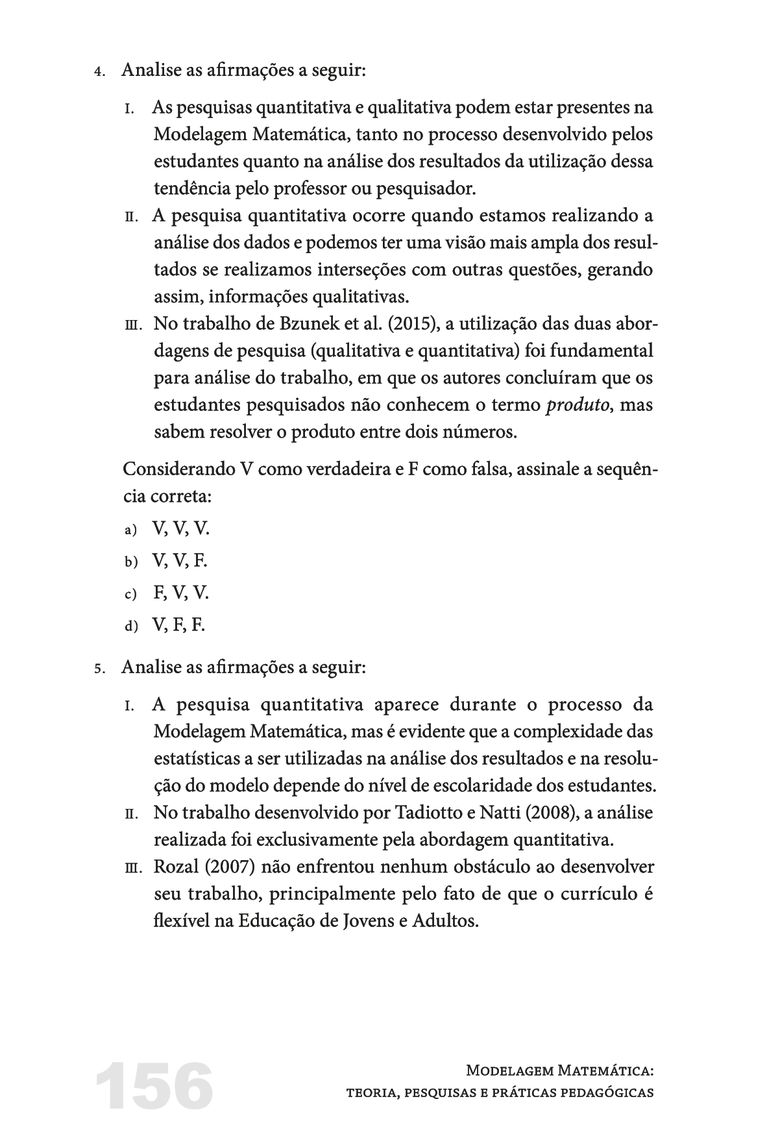 4. Analise as afirmações a seguir:
I. As pesquisas quantitativa e qualitativa podem estar presentes na
Modelagem Matemática, tanto no processo desenvolvido pelos
estudantes quanto na análise dos resultados da utilização dessa
tendência pelo professor ou pesquisador.
II. A pesquisa quantitativa ocorre quando estamos realizando a
análise dos dados e podemos ter uma visão mais ampla dos resul-
tados se realizamos interseções com outras questões, gerando
assim, informações qualitativas.
III. No trabalho de Bzunek et al. (2015), a utilização das duas abor-
dagens de pesquisa (qualitativa e quantitativa) foi fundamental
para análise do trabalho, em que os autores concluíram que os
estudantes pesquisados não conhecem o termo produto, mas
sabem resolver o produto entre dois números.
Considerando V como verdadeira e F como falsa, assinale a sequên-
cia correta:
a) V, V, V.
b) V, V, F.
c) F, V, V.
d) V, F, F.
5. Analise as afirmações a seguir:
I. A pesquisa quantitativa aparece durante o processo da
Modelagem Matemática, mas é evidente que a complexidade das
estatísticas a ser utilizadas na análise dos resultados e na resolu-
ção do modelo depende do nível de escolaridade dos estudantes.
II. No trabalho desenvolvido por Tadiotto e Natti (2008), a análise
realizada foi exclusivamente pela abordagem quantitativa.
III. Rozal (2007) não enfrentou nenhum obstáculo ao desenvolver
seu trabalho, principalmente pelo fato de que o currículo é
flexível na Educação de Jovens e Adultos.
156
Modelagem Matemática:
teoria, pesquisas e práticas pedagógicas